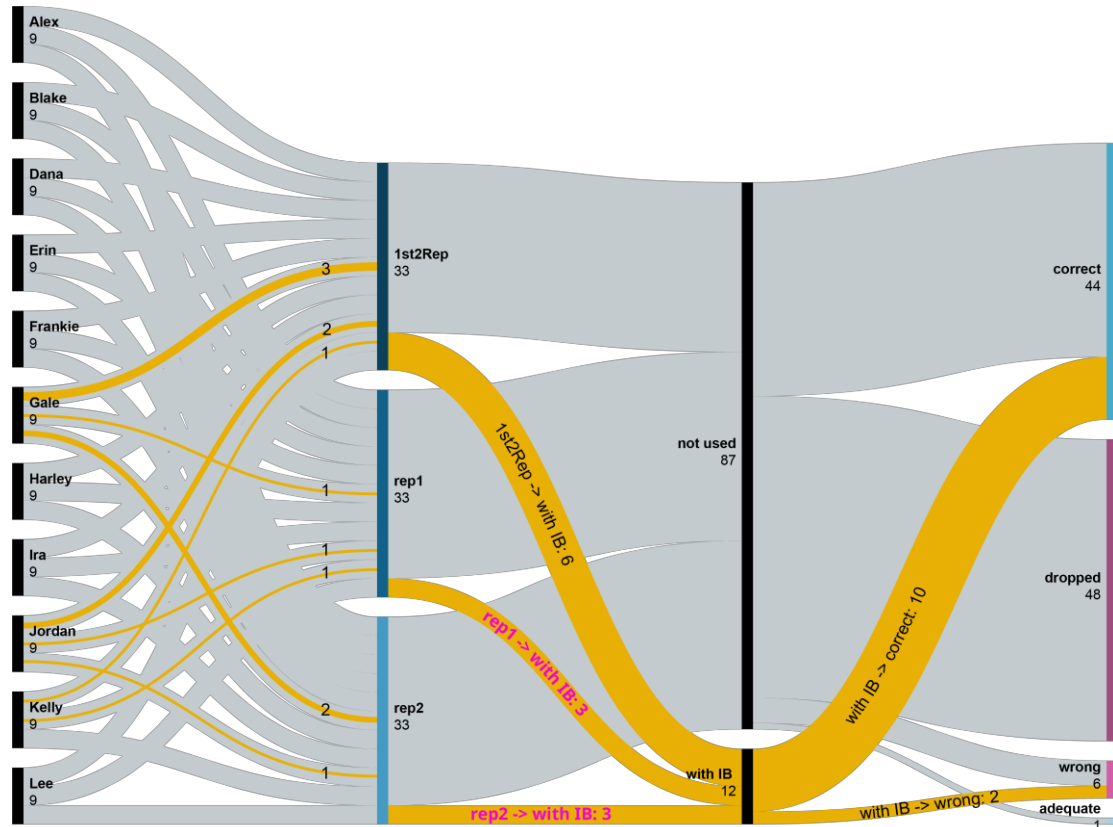 Alex
9
Blake
9
Dana
9
Erin
9
Frankie
9
Gale
9
Harley
9
Ira
9
Jordan
9
Kelly
9
Lee
9
3
2
1
1
1
1
2
1
1st2Rep
33
rep1
33
rep2
33
1st2Rep -> with IB: 6
rep1 -> with IB: 3
rep2 -> with IB: 3
not used
87
with IB
12
with IB -> correct: 10
with IB -> wrong: 2
correct
44
dropped
48
wrong
6
adequate
1